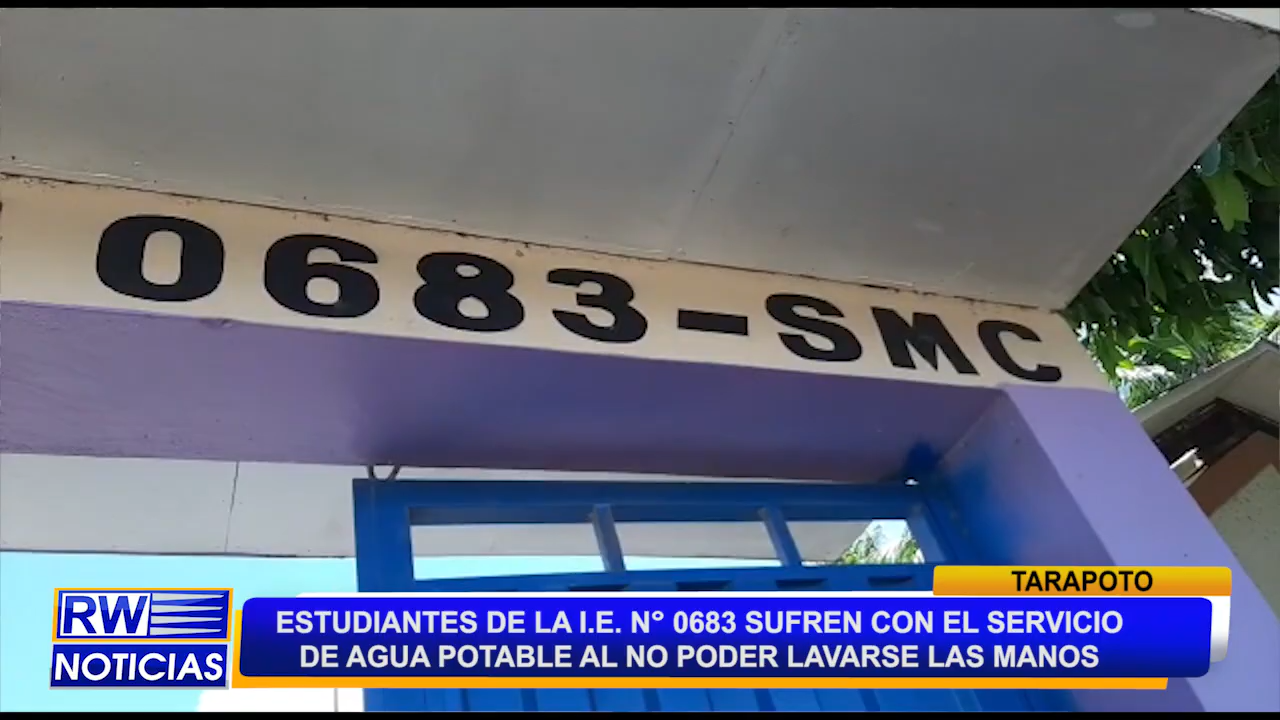 0683-SMC
TARAPOTO
RW
NOTICIAS
ESTUDIANTES DE LA I.E. N° 0683 SUFREN CON EL SERVICIO
DE AGUA POTABLE AL NO PODER LAVARSE LAS MANOS